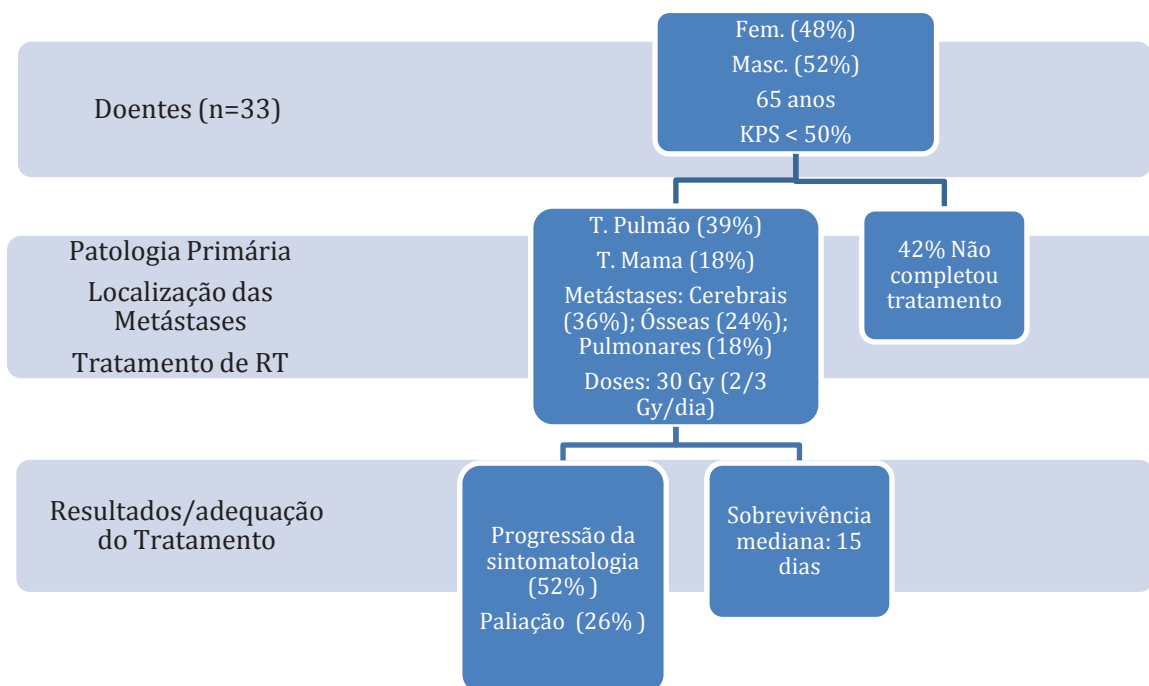 Doentes (n=33)
Fem. (48%)
Masc. (52%)
65 anos
KPS < 50%
Patologia Primária
Localização das
Metástases
Tratamento de RT
T. Pulmão (39%)
T. Mama (18%)
Metástases: Cerebrais
(36%); Ósseas (24%);
Pulmonares (18%)
Doses: 30 Gy (2/3
Gy/dia)
42% Não
completou
tratamento
Resultados/adequação
do Tratamento
Progressão da
sintomatologia
(52% )
Paliação (26% )
Sobrevivência
mediana: 15
dias